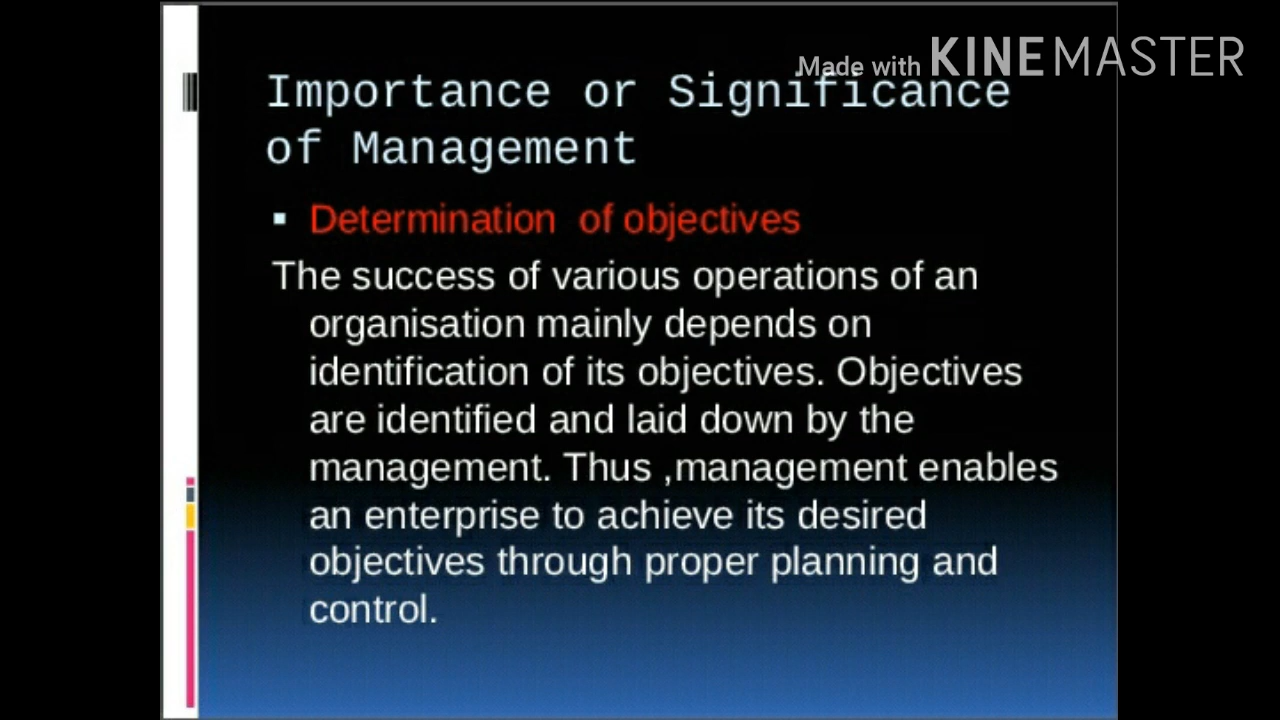 Made with KINEMASTER
Importance or Significance
of Management
▪ Determination of objectives
The success of various operations of an
organisation mainly depends on
identification of its objectives. Objectives
are identified and laid down by the
management. Thus ,management enables
an enterprise to achieve its desired
objectives through proper planning and
control.